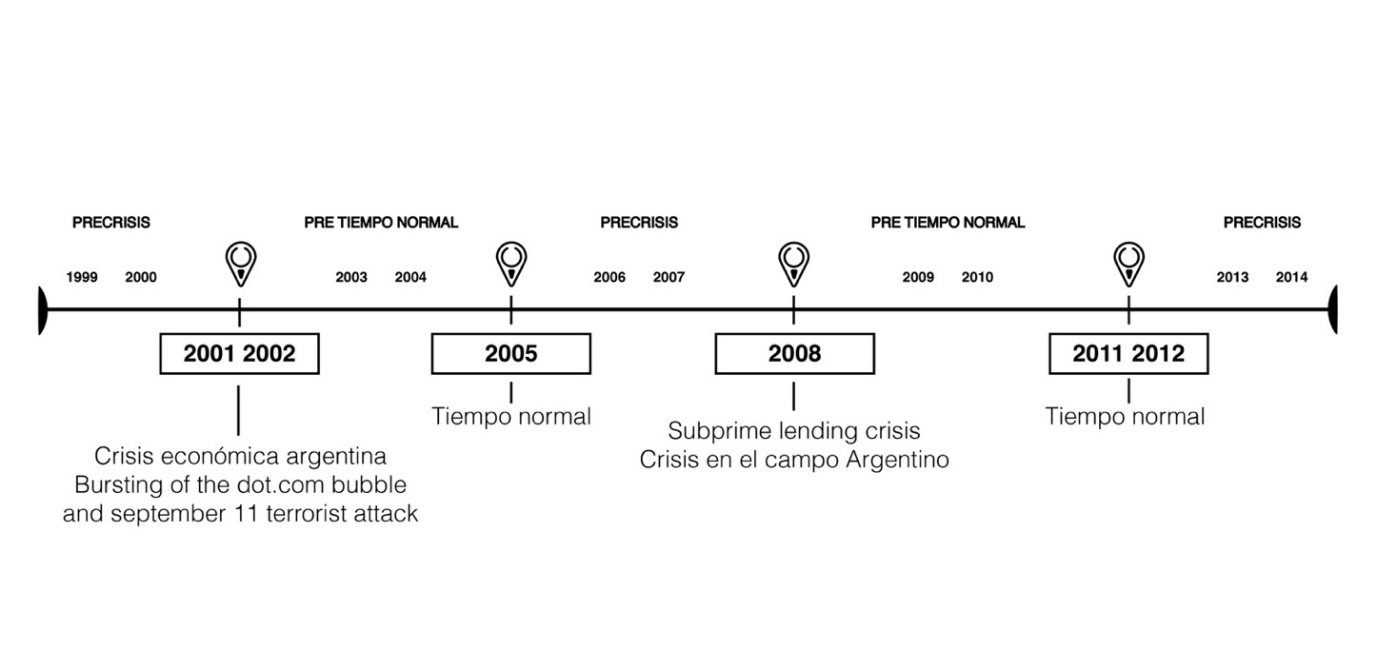 PRECRISIS
PRE TIEMPO NORMAL
PRECRISIS
PRE TIEMPO NORMAL
PRECRISIS
1999 2000
2003 2004
2006 2007
2009 2010
2013 2014
2001 2002
2005
2008
2011 2012
Crisis económica argentina
Bursting of the dot.com bubble
and september 11 terrorist attack
Tiempo normal
Subprime lending crisis
Crisis en el campo Argentino
Tiempo normal